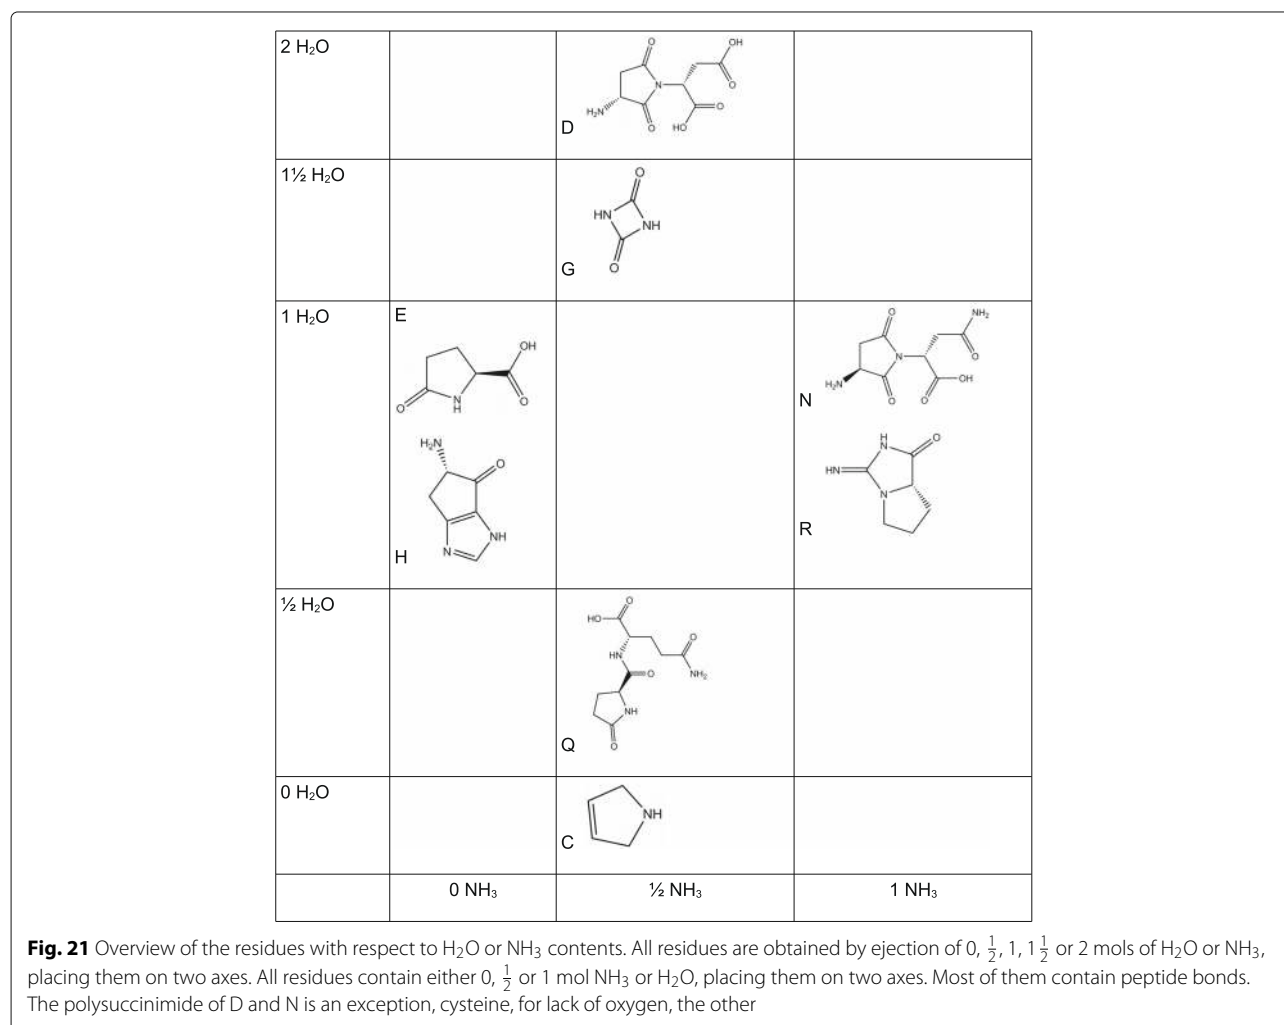 2 H₂O
O
OH
N
O
H₂N
O
O
HO
D
1½ H₂O
O
HN
NH
O
G
1 H₂O
E
OH
O
N
H
O
H₂N
O
N
NH
H
O
NH₂
N
O
H₂N
O
O
OH
N
H
N
O
HN
N
R
½ H₂O
O
HO
O
HN
O
NH₂
NH
O
Q
0 H₂O
NH
C
0 NH₃
½ NH₃
1 NH₃
Fig. 21 Overview of the residues with respect to H₂O or NH₃ contents. All residues are obtained by ejection of 0, ½, 1, 1½ or 2 mols of H₂O or NH₃,
placing them on two axes. All residues contain either 0, ½ or 1 mol NH₃ or H₂O, placing them on two axes. Most of them contain peptide bonds.
The polysuccinimide of D and N is an exception, cysteine, for lack of oxygen, the other